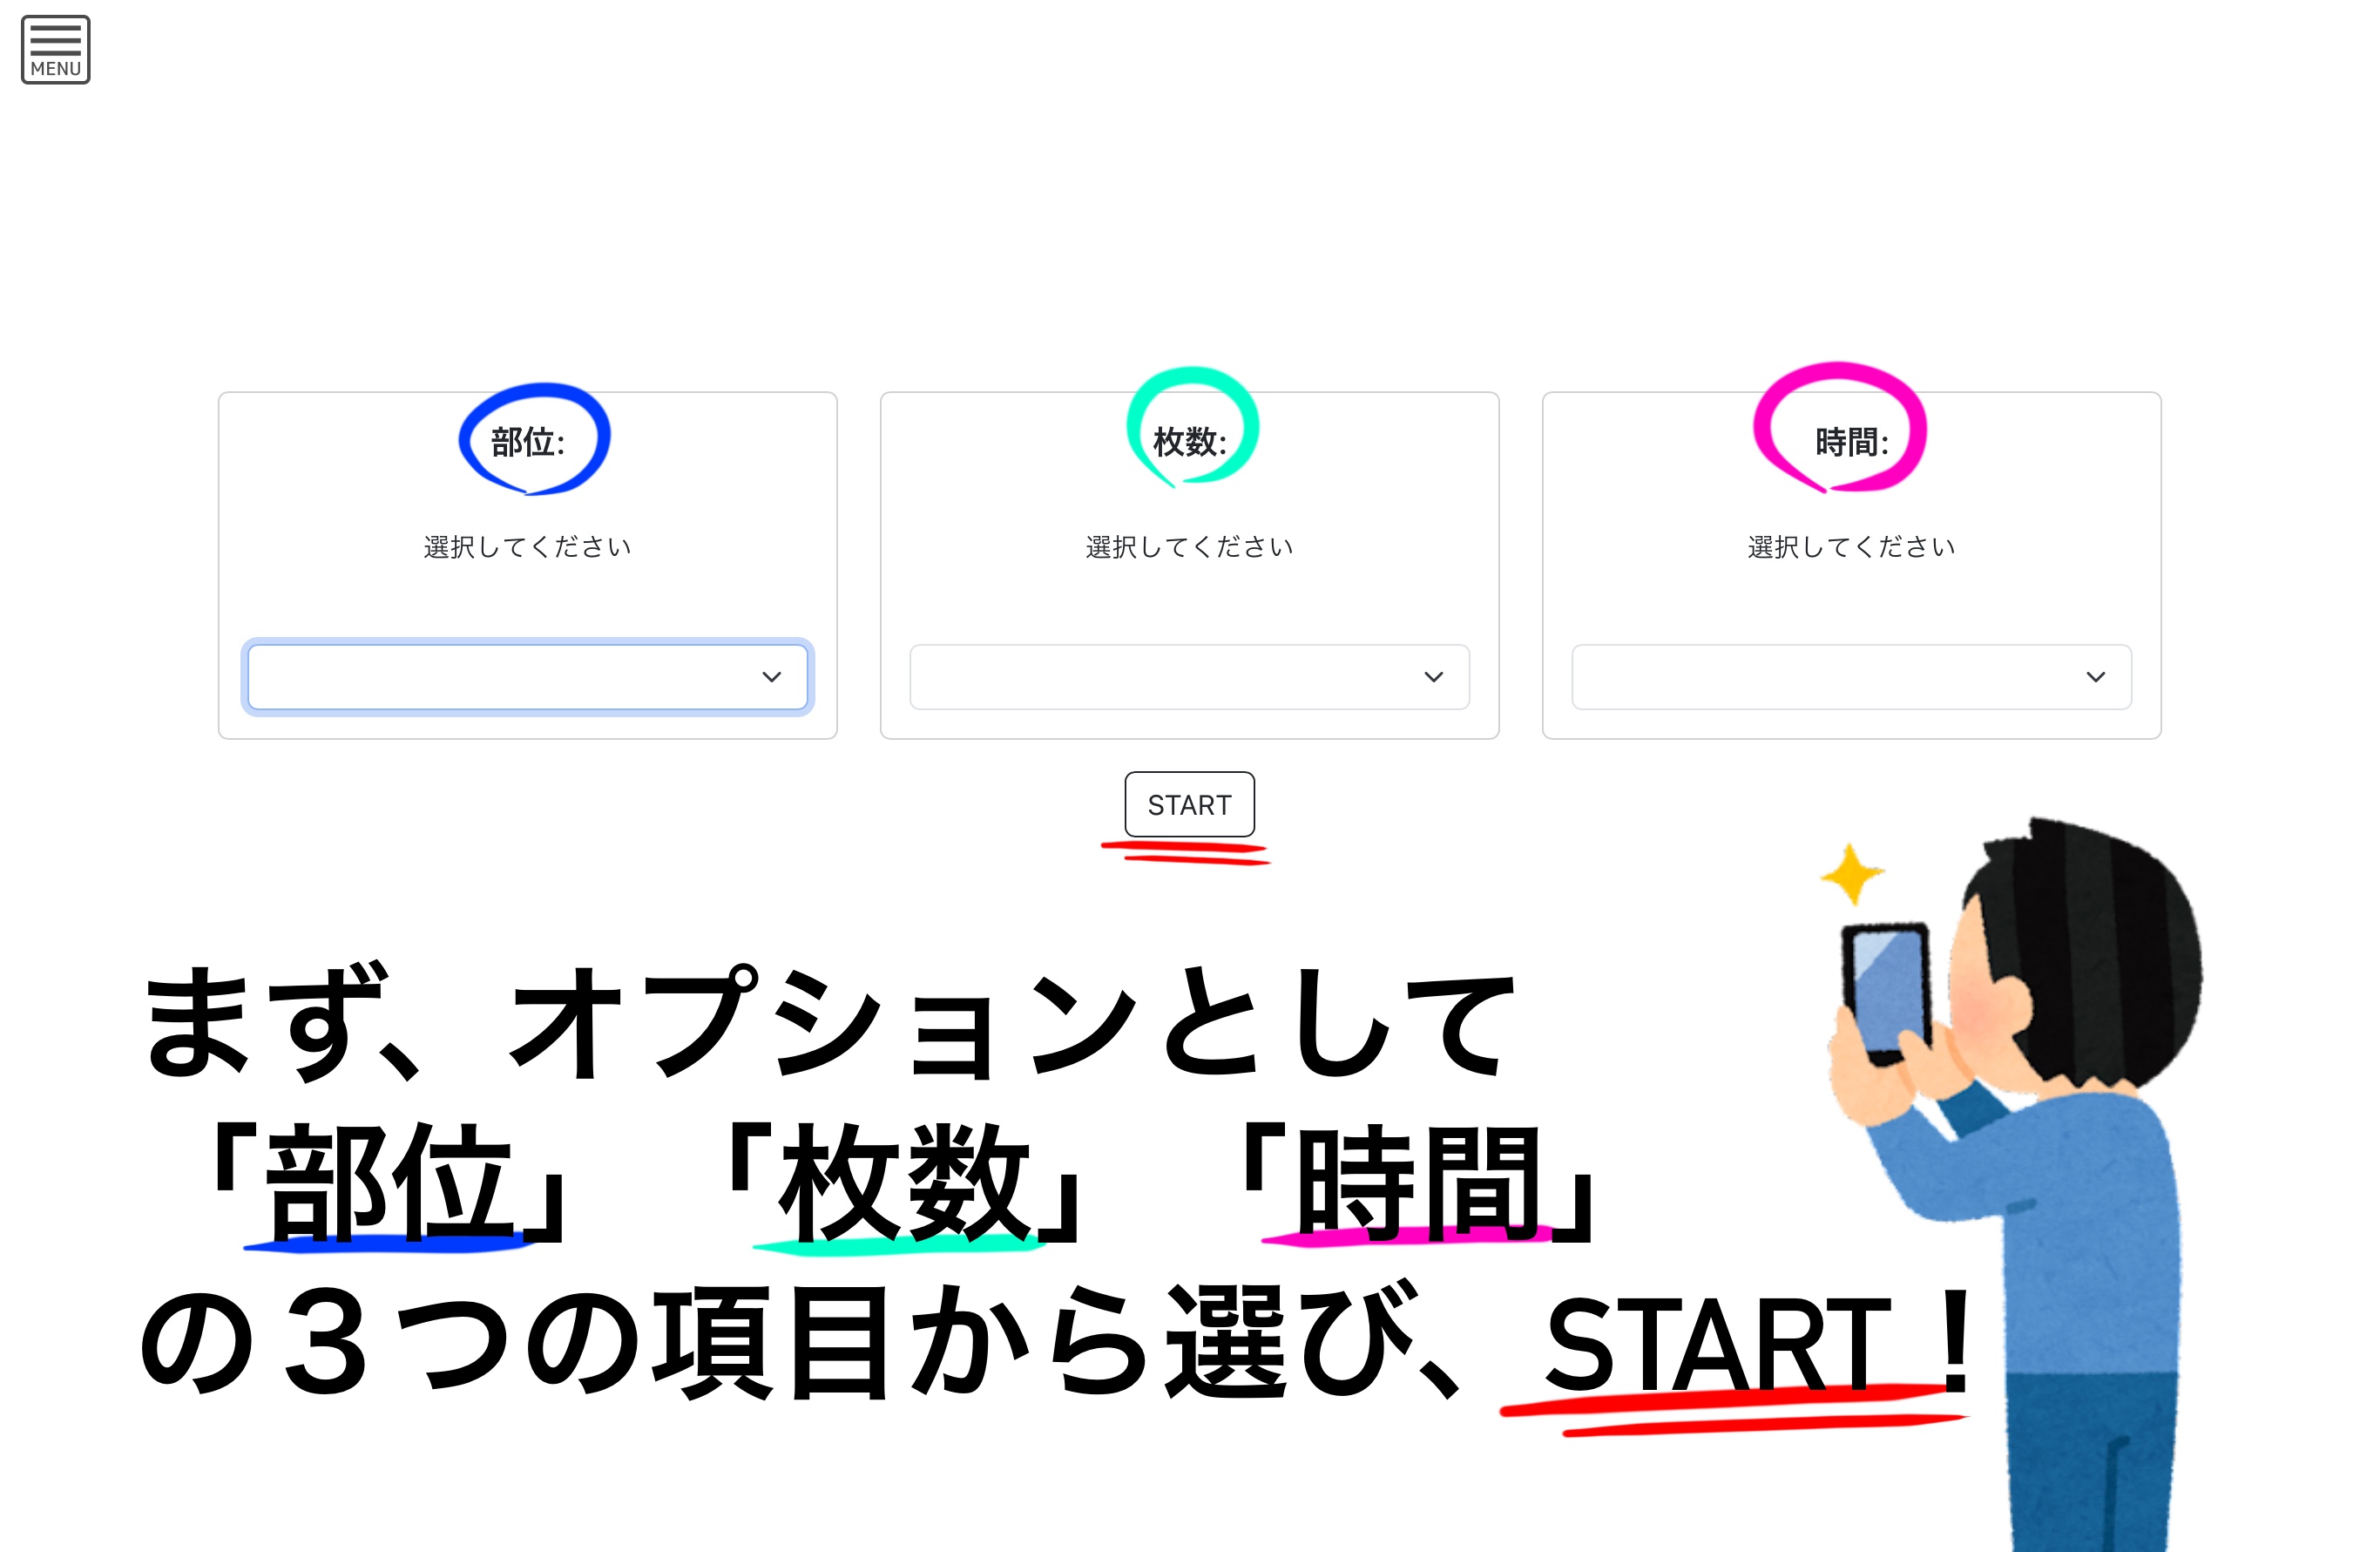 MENU
部位:
枚数:
時間:
選択してください
選択してください
選択してください
START
まず、オプションとして
「部位」 「枚数」 「時間」
の３つの項目から選び、START！